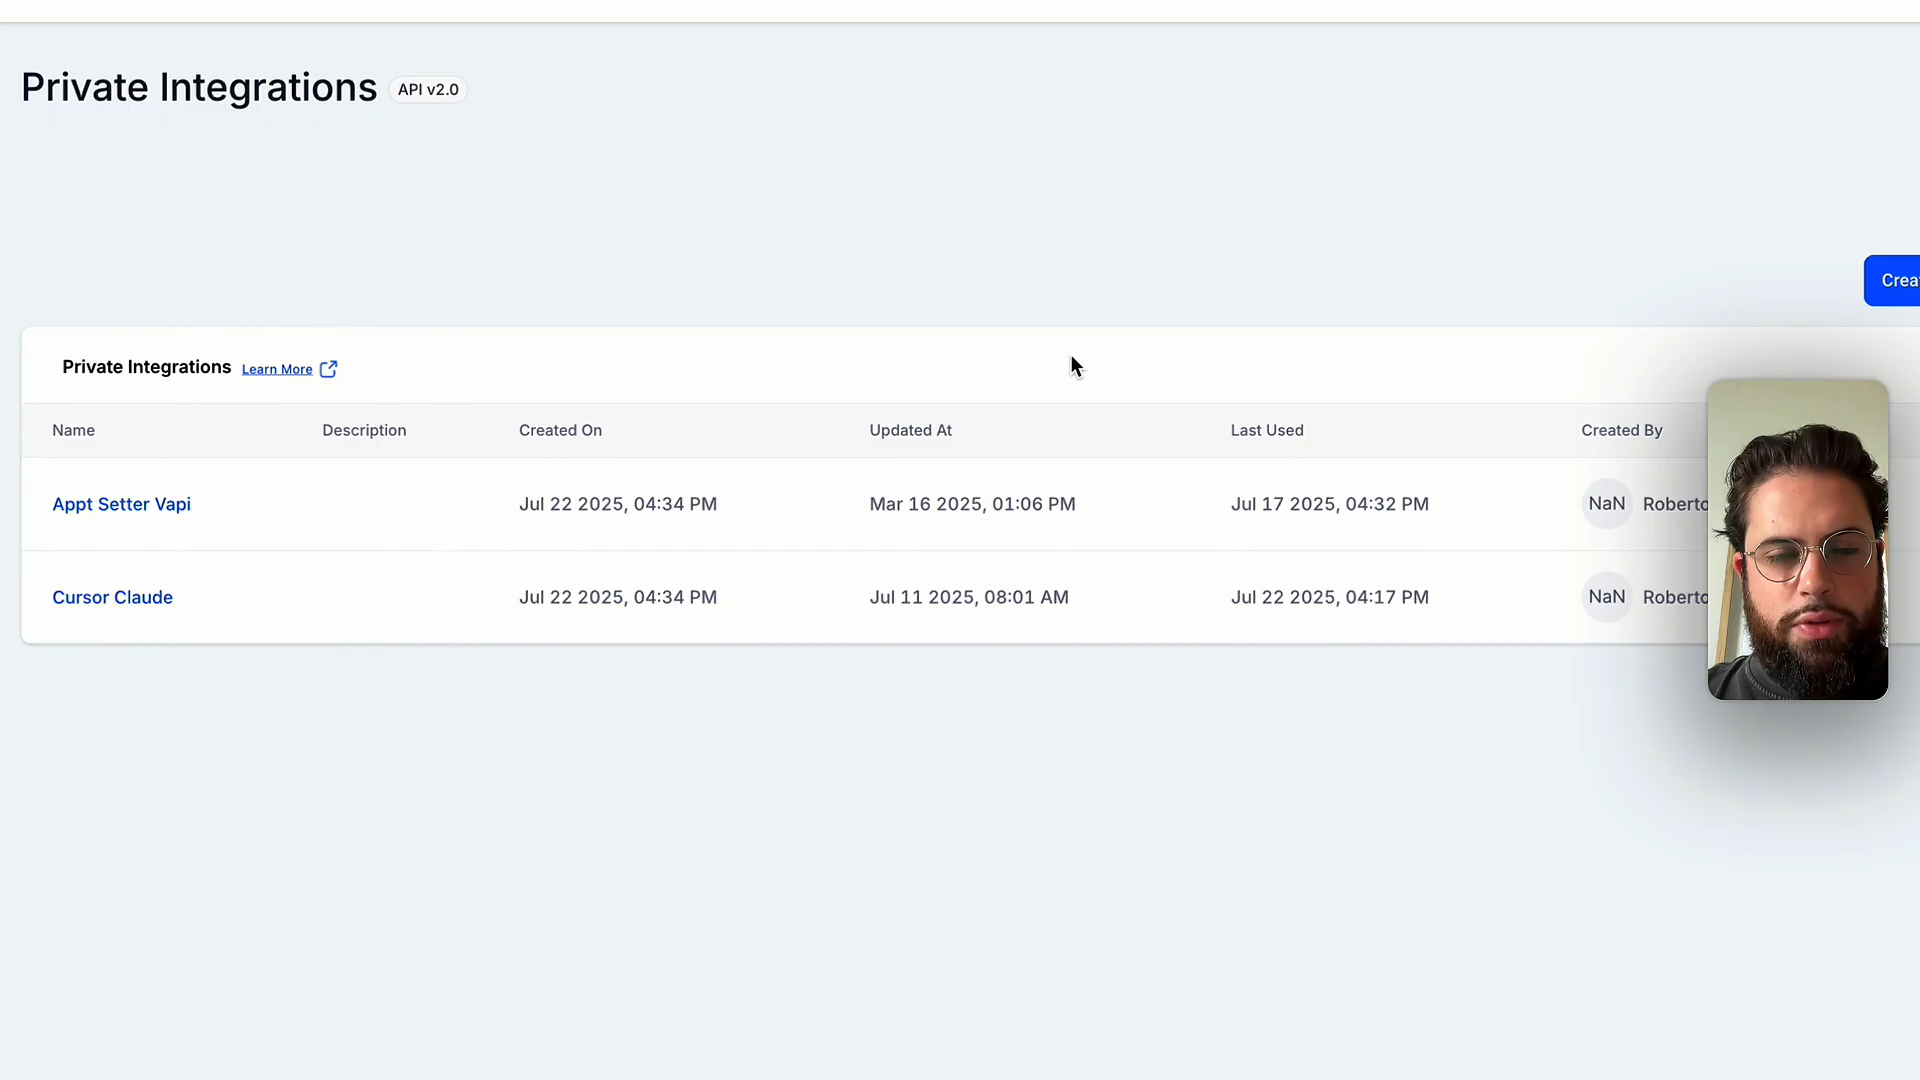 Private Integrations API v2.0
Crea
Private Integrations Learn More
Name Description Created On Updated At Last Used Created By
Appt Setter Vapi Jul 22 2025, 04:34 PM Mar 16 2025, 01:06 PM Jul 17 2025, 04:32 PM NaN Roberto
Cursor Claude Jul 22 2025, 04:34 PM Jul 11 2025, 08:01 AM Jul 22 2025, 04:17 PM NaN Roberto